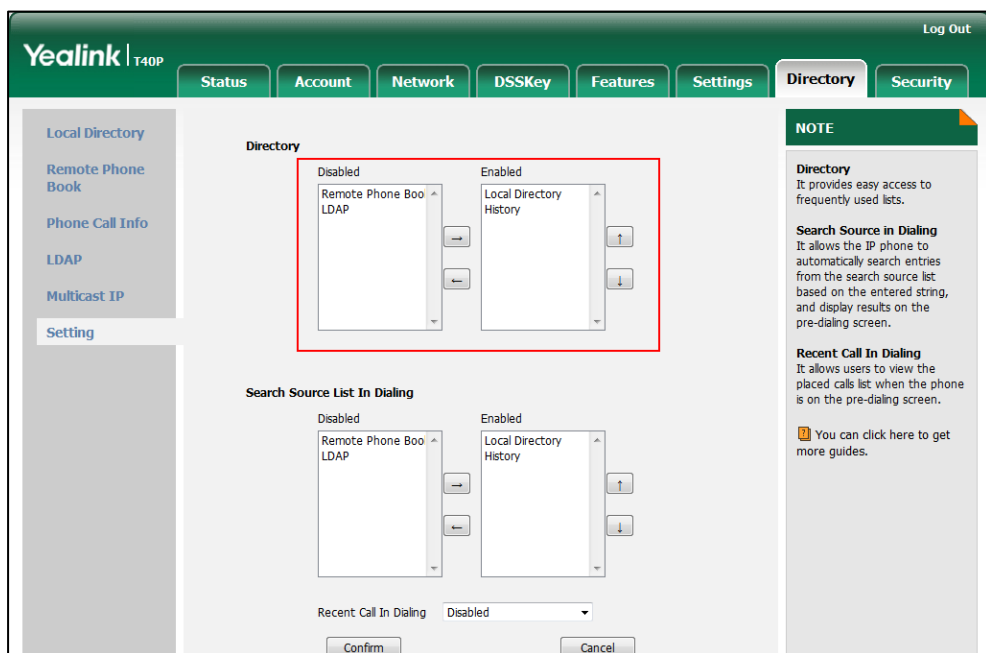 Log Out
Yealink T40P
Status Account Network DSSKey Features Settings Directory Security
Local Directory
Remote Phone
Book
Phone Call Info
LDAP
Multicast IP
Setting
Directory
Disabled Enabled
Remote Phone Boo
LDAP
Local Directory
History
→
←
↑
↓
Search Source List In Dialing
Disabled Enabled
Remote Phone Boo
LDAP
Local Directory
History
→
←
↑
↓
Recent Call In Dialing Disabled
Confirm Cancel
NOTE
Directory
It provides easy access to
frequently used lists.
Search Source in Dialing
It allows the IP phone to
automatically search entries
from the search source list
based on the entered string,
and display results on the
pre-dialing screen.
Recent Call In Dialing
It allows users to view the
placed calls list when the phone
is on the pre-dialing screen.
? You can click here to get
more guides.